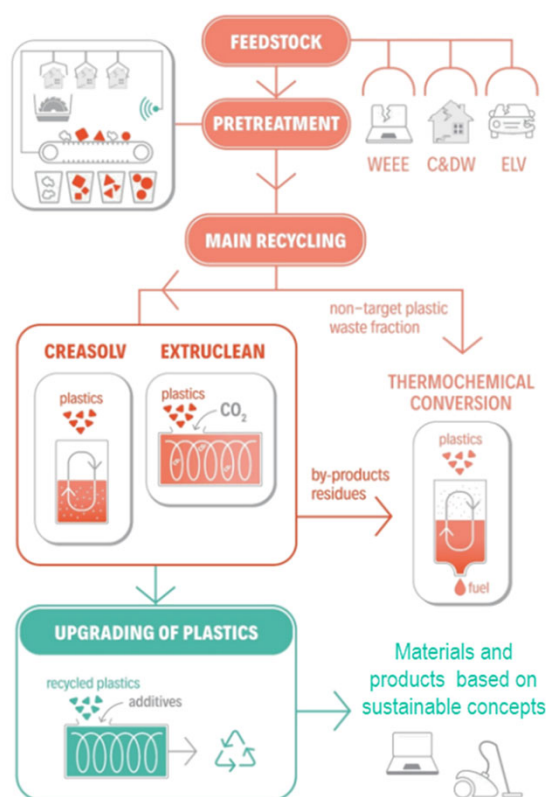 FEEDSTOCK
PRETREATMENT
WEEE
C&DW
ELV
MAIN RECYCLING
non-target plastic
waste fraction
CREASOLV
EXTRUCLEAN
plastics
plastics
CO₂
THERMOCHEMICAL
CONVERSION
plastics
fuel
by-products
residues
UPGRADING OF PLASTICS
recycled plastics
additives
Materials and
products based on
sustainable concepts